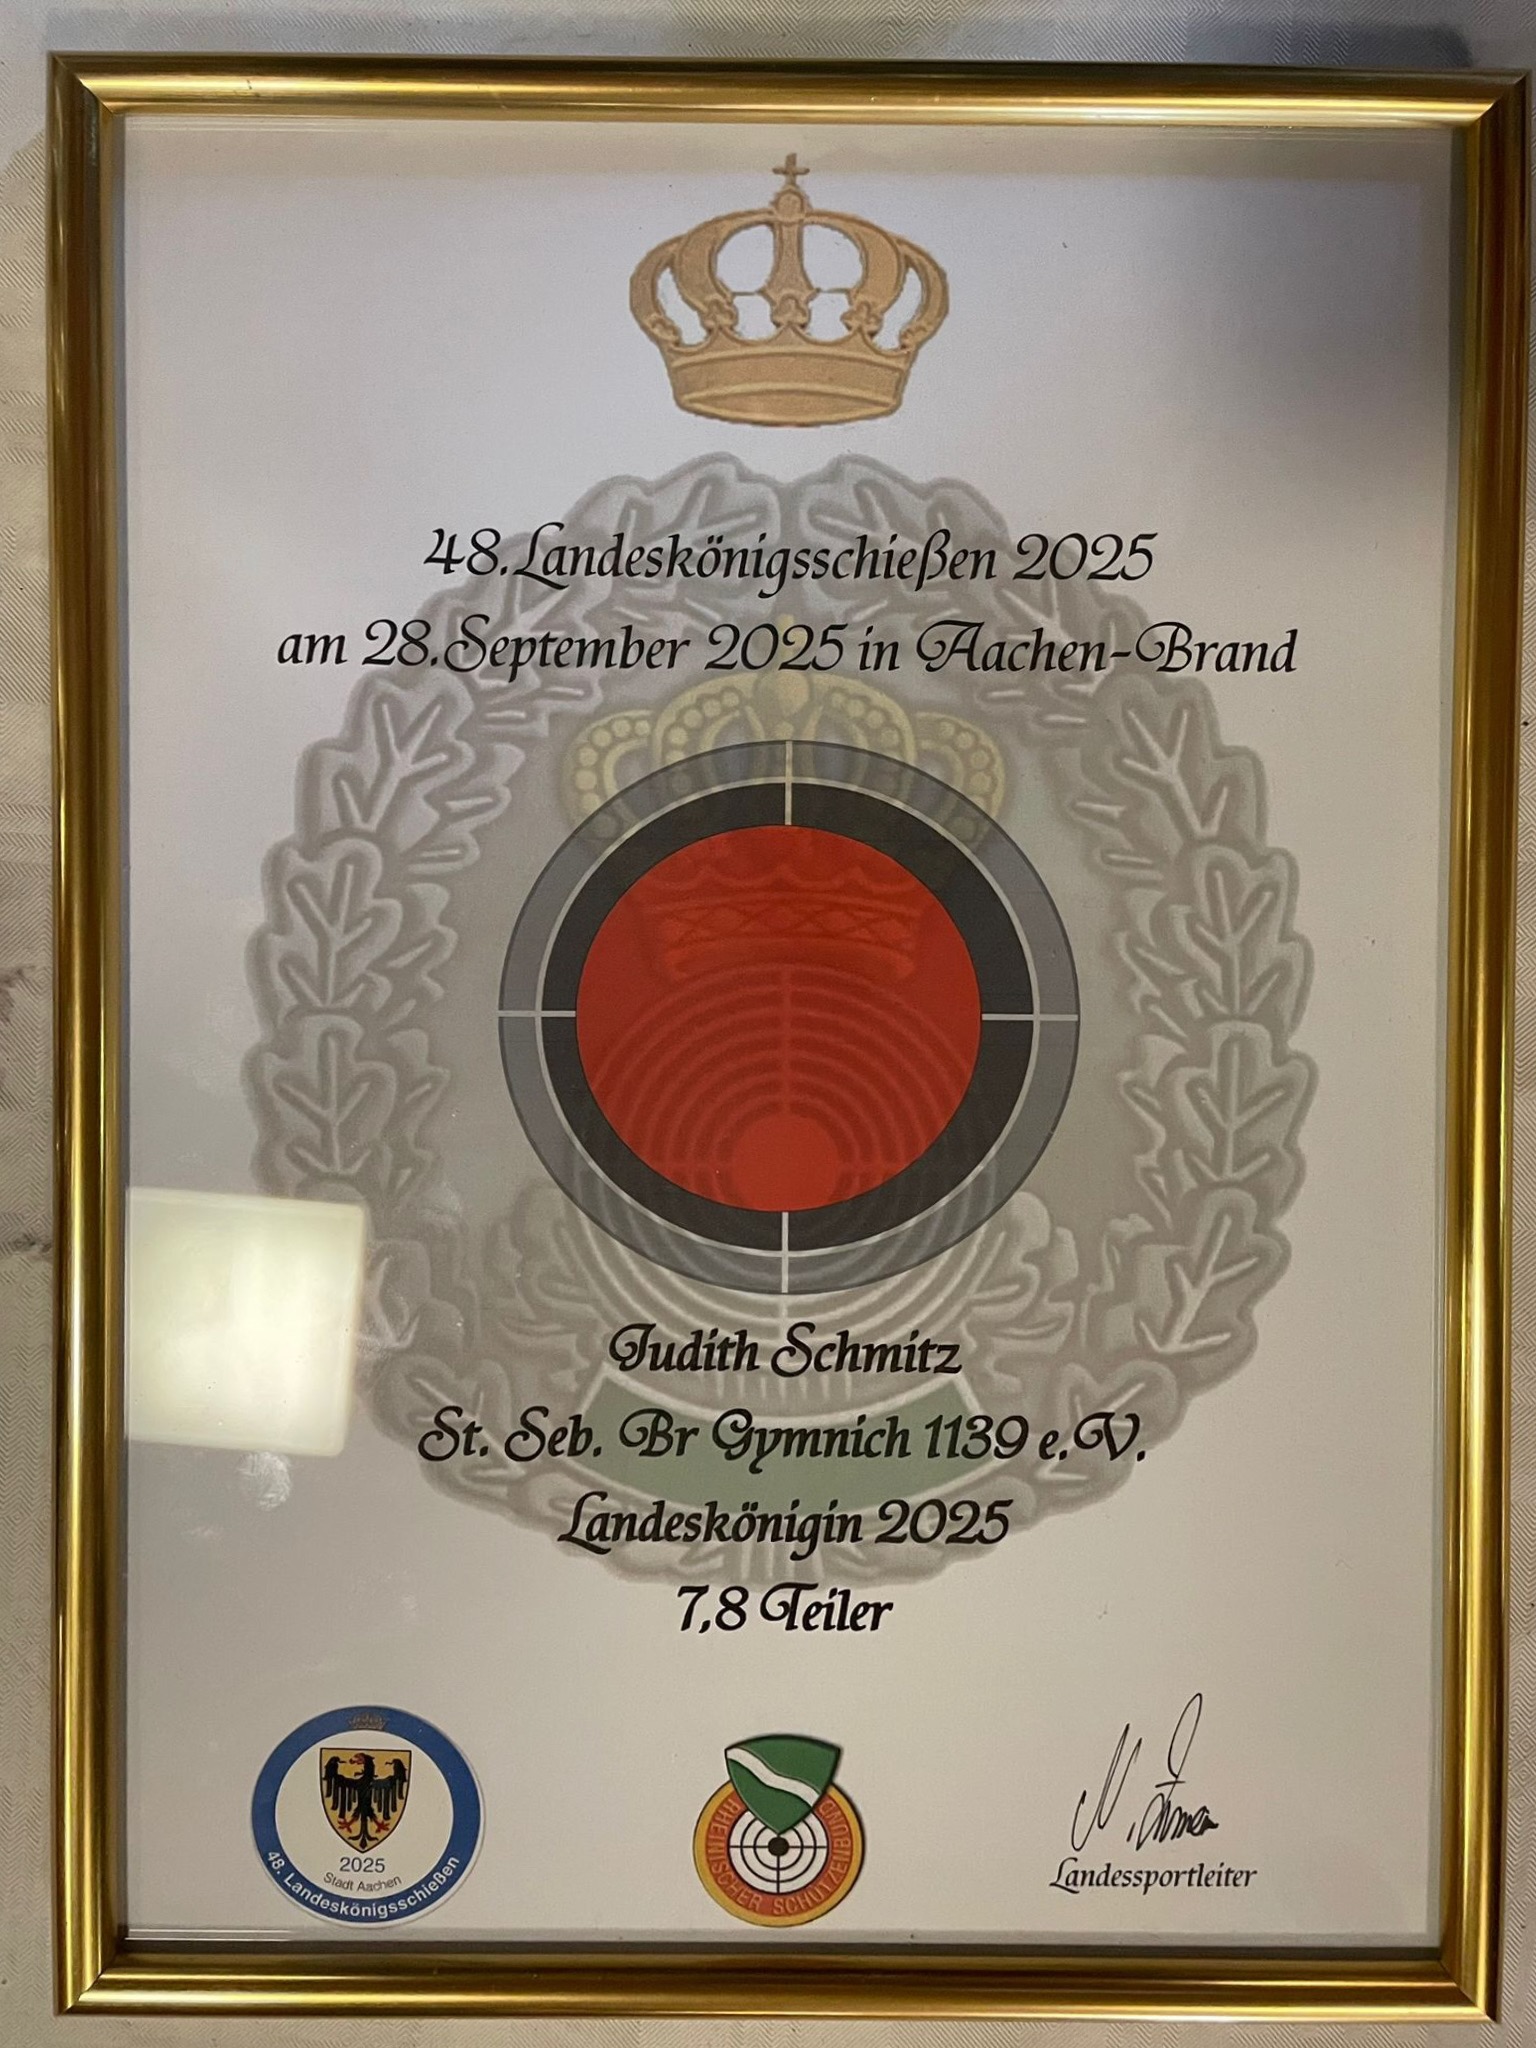 48.Landeskönigsschießen 2025
am 28.September 2025 in Aachen-Brand
Judith Schmitz
St. Seb. Br Gymnich 1139 e.V.
Landeskönigin 2025
7,8 Teiler
2025
Stadt Aachen
48. Landeskönigsschießen
RHEINISCHER SCHÜTZENBUND
Landessportleiter